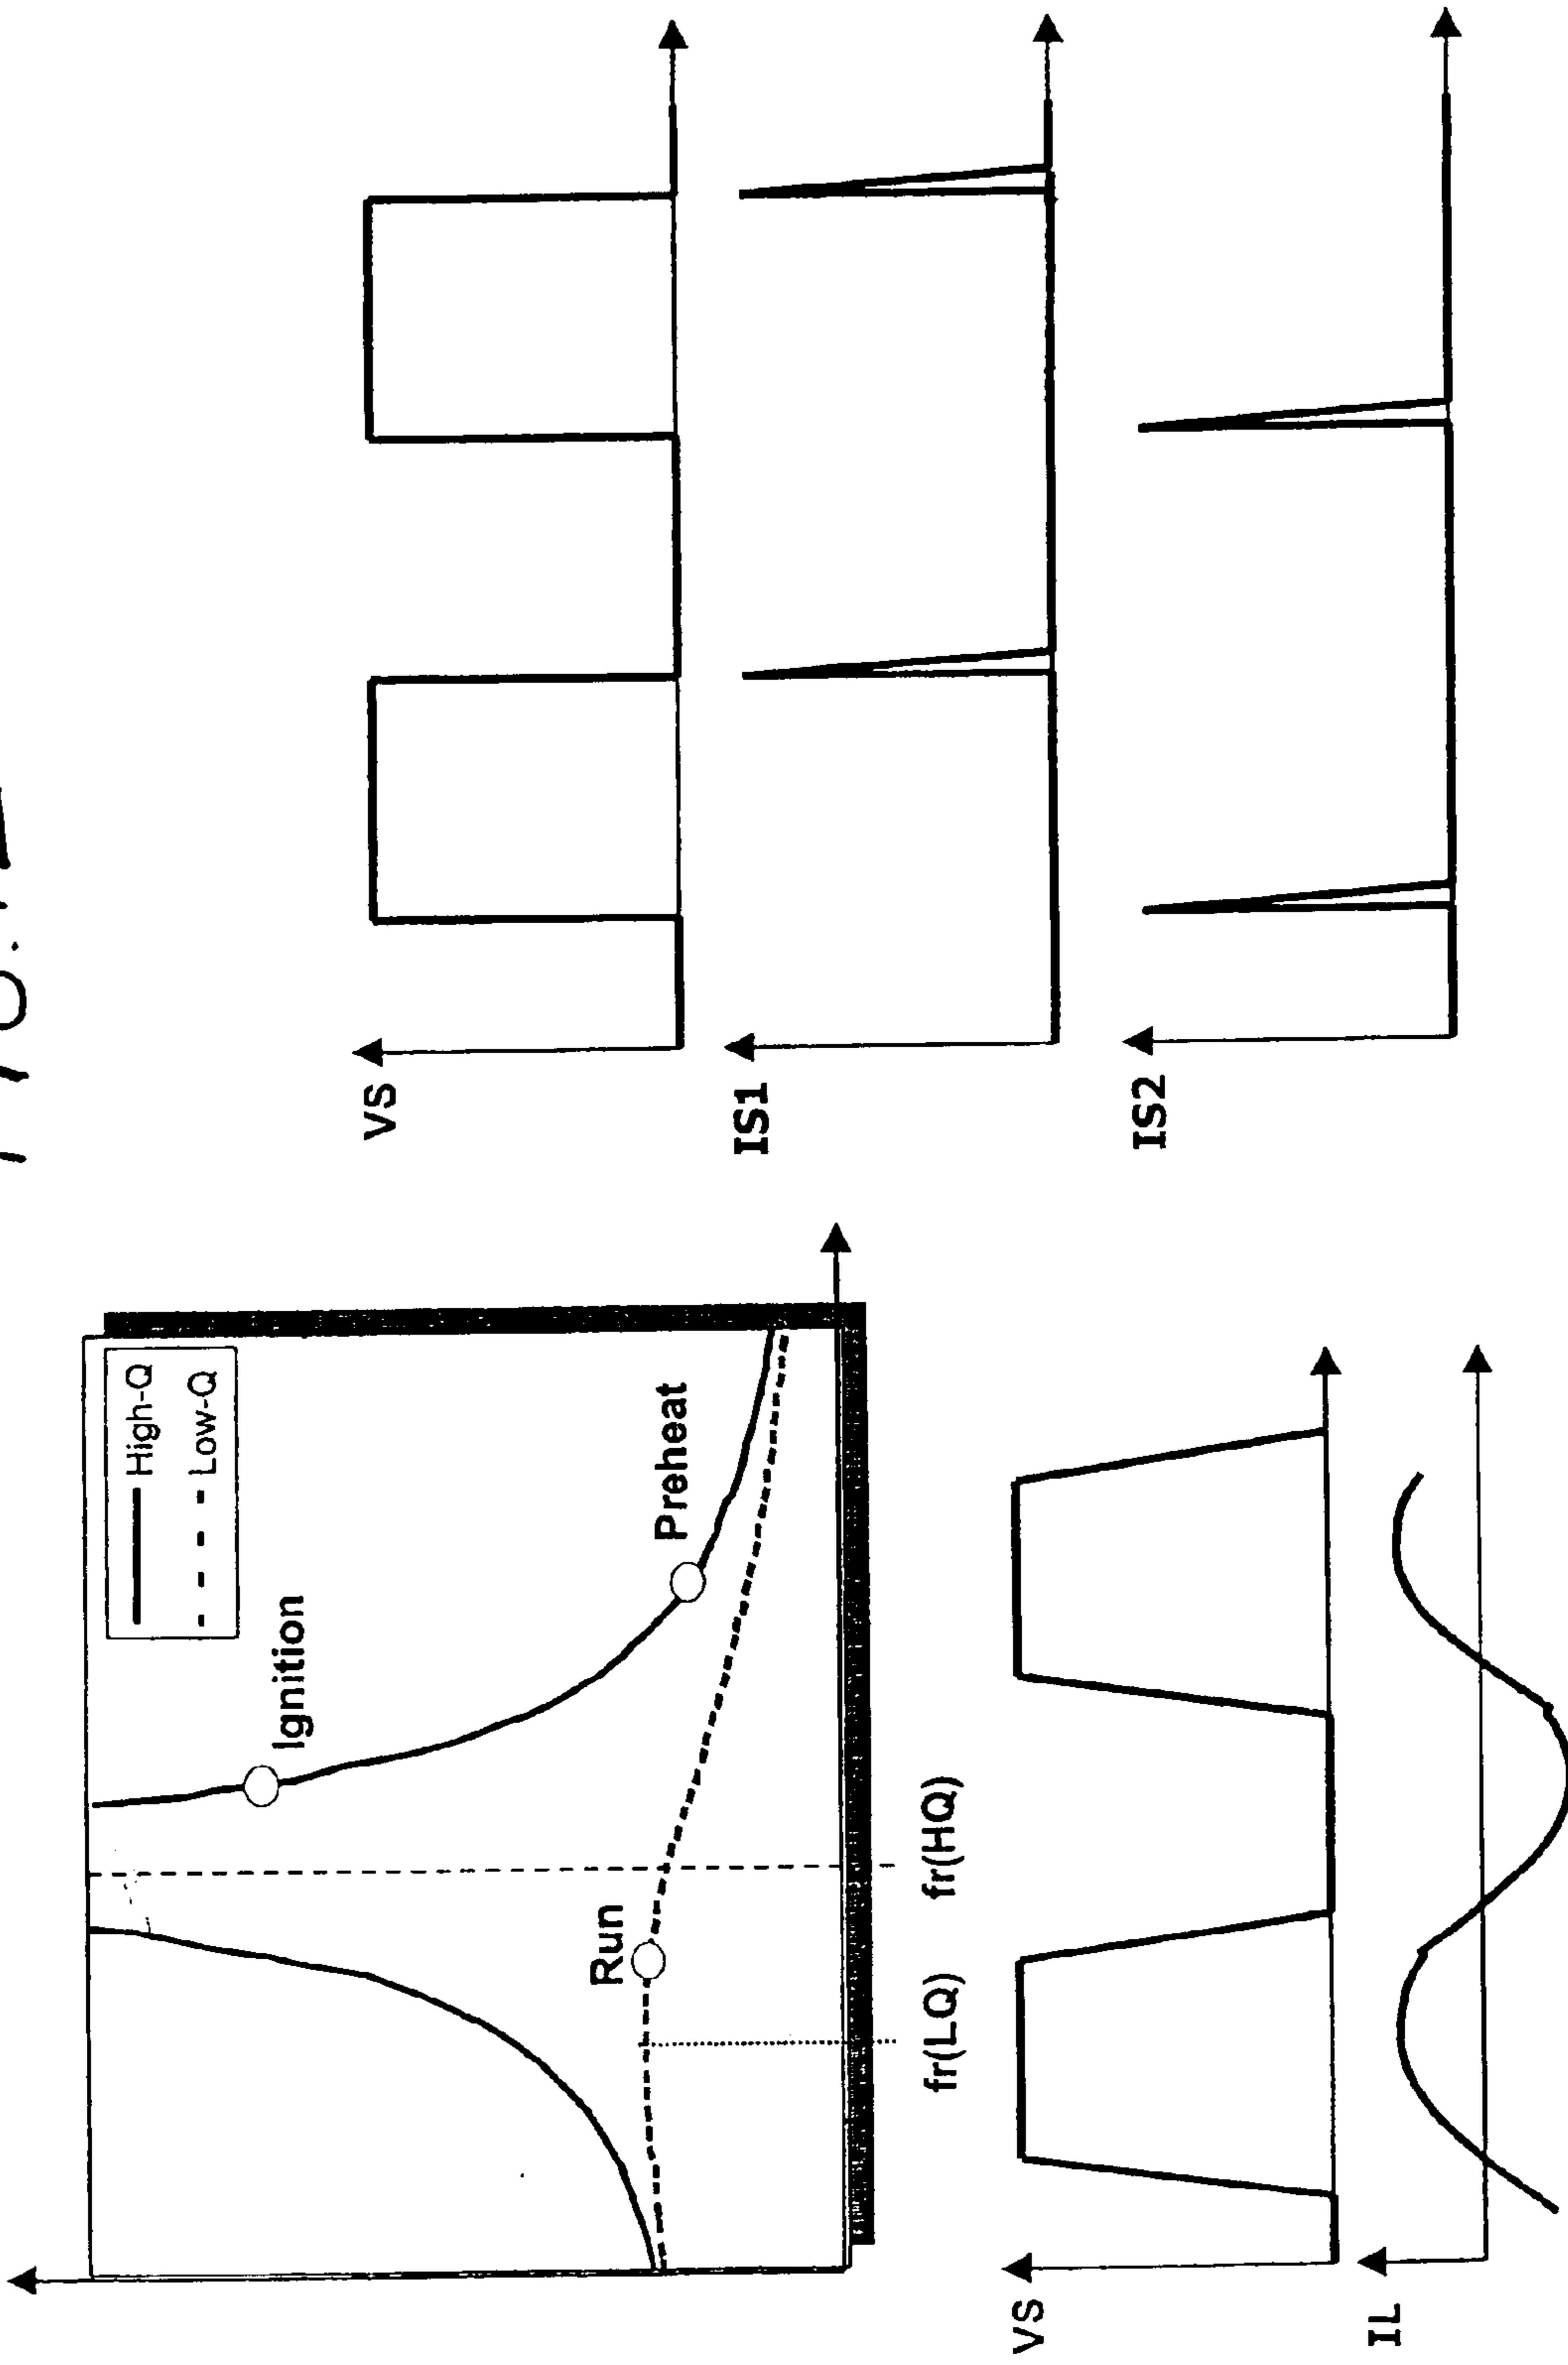 High-Q
Low-Q
Ignition
Preheat
Run
fr(LQ)
fr(HQ)
VS
IL
VS
IS1
IS2